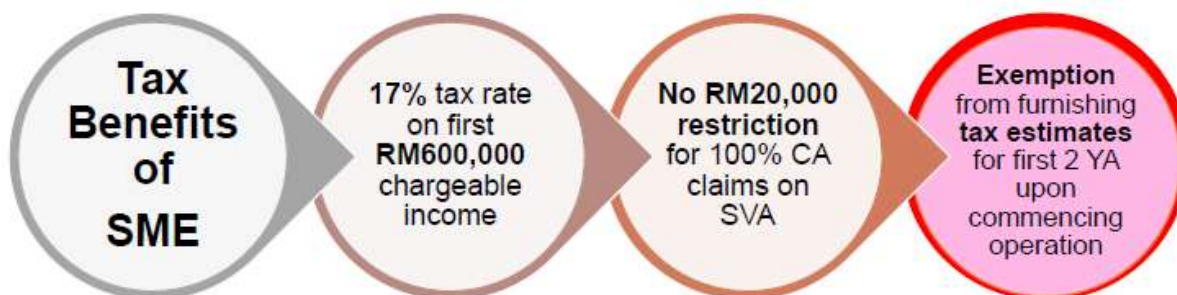 Tax
Benefits
of
SME
17% tax rate
on first
RM600,000
chargeable
income
No RM20,000
restriction
for 100% CA
claims on
SVA
Exemption
from furnishing
tax estimates
for first 2 YA
upon
commencing
operation